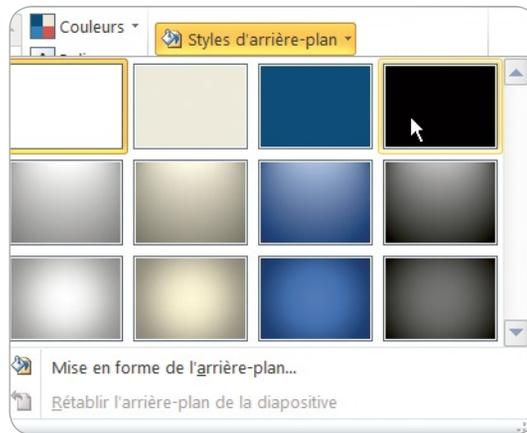 Couleurs
Styles d'arrière-plan
Mise en forme de l'arrière-plan...
Rétablir l'arrière-plan de la diapositive